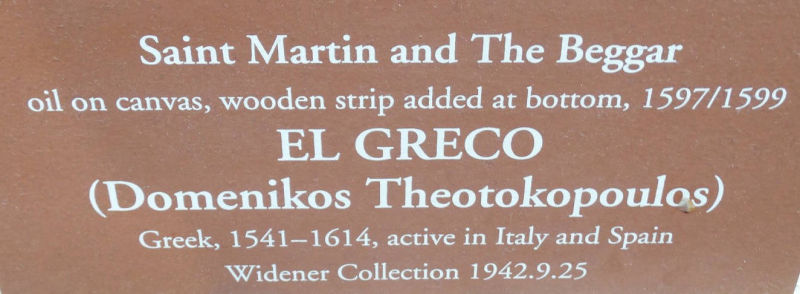 Saint Martin and The Beggar
oil on canvas, wooden strip added at bottom, 1597/1599
EL GRECO
(Domenikos Theotokopoulos)
Greek, 1541–1614, active in Italy and Spain
Widener Collection 1942.9.25